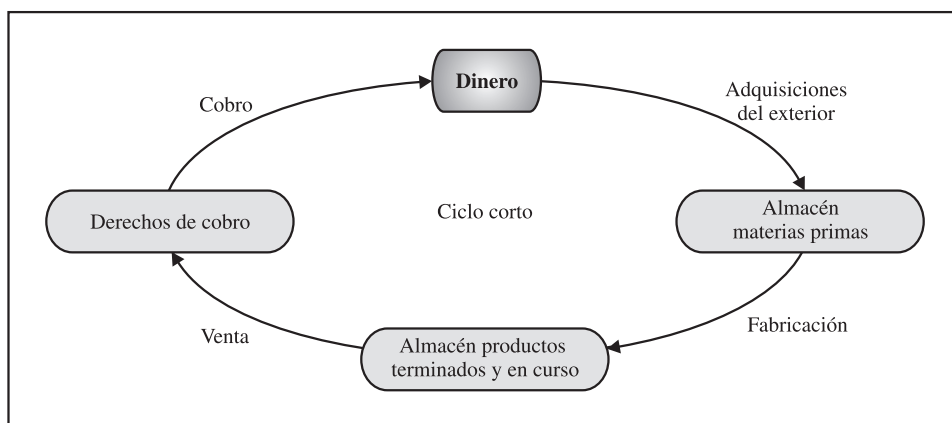 Dinero
Adquisiciones
del exterior
Cobro
Almacén
materias primas
Derechos de cobro
Ciclo corto
Fabricación
Venta
Almacén productos
terminados y en curso